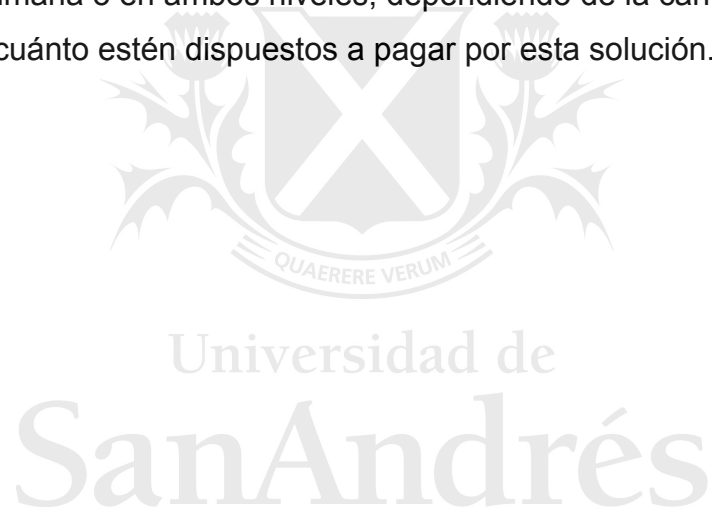 o en ambos niveles, dependiendo de la
cuánto estén dispuestos a pagar por esta solución.
QUAERERE VERUM
Universidad de
SanAndrés